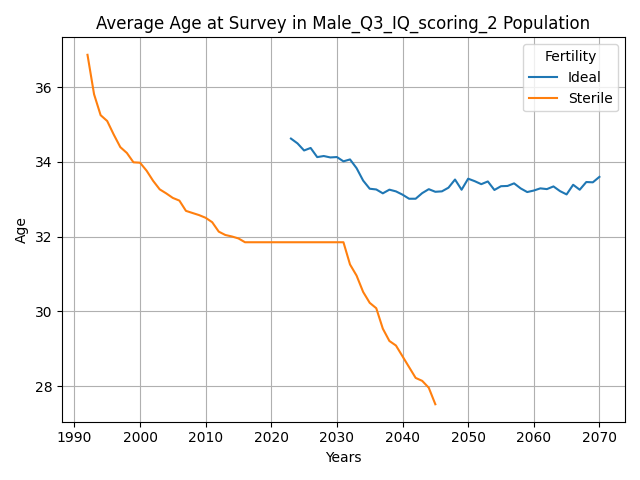 Average Age at Survey in Male_Q3_IQ_scoring_2 Population
Fertility
Ideal
Sterile
36
34
32
30
28
Age
1990 2000 2010 2020 2030 2040 2050 2060 2070
Years